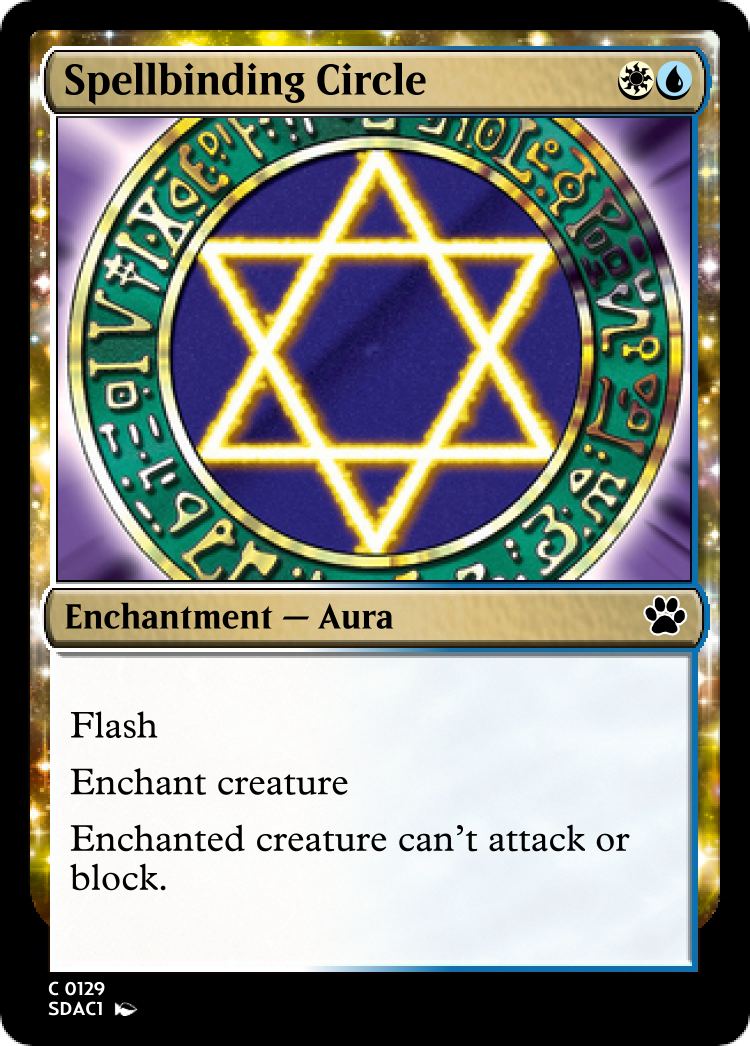 Spellbinding Circle
Enchantment — Aura
Flash
Enchant creature
Enchanted creature can't attack or
block.
C 0129
SDAC1